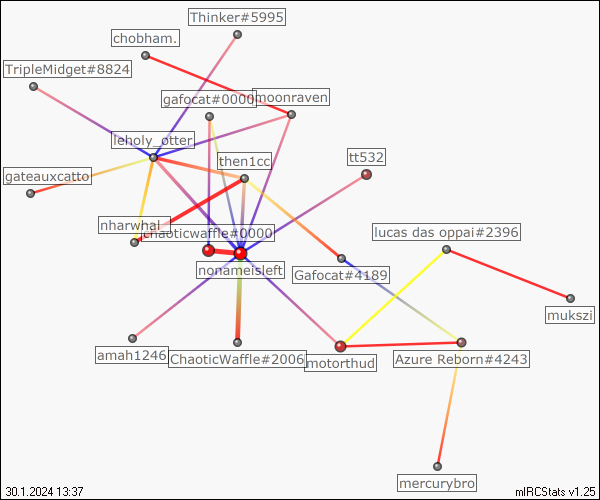 Thinker#5995
chobham.
TripleMidget#8824
gafocat#0000
moonraven
leholy_otter
then1cc
tt532
gateauxcatto
nharwhal_
chaoticwaffle#0000
lucas das oppai#2396
nonameisleft
Gafocat#4189
mukszi
amah1246
ChaoticWaffle#2006
motorthud
Azure Reborn#4243
mercurybro
30.1.2024 13:37
mIRCStats v1.25